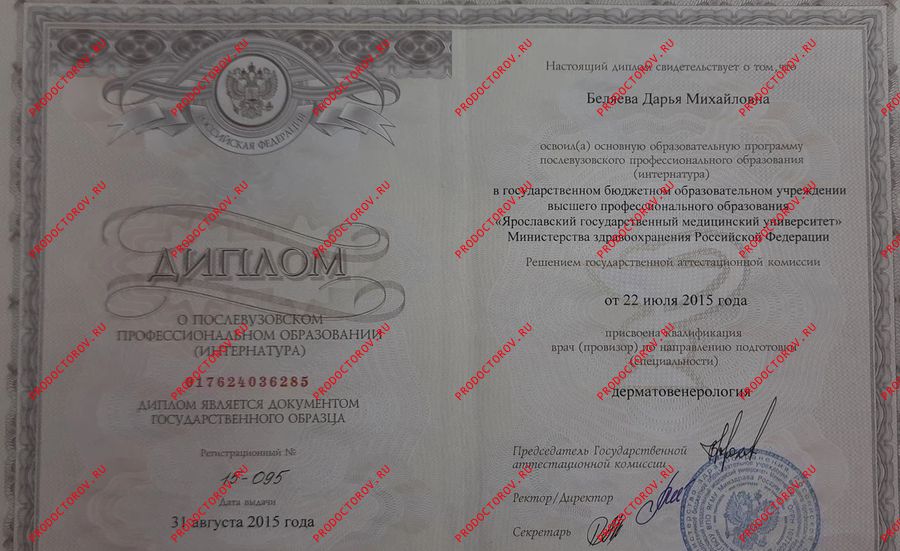 РОССИЙСКАЯ ФЕДЕРАЦИЯ
ДИПЛОМ
О ПОСЛЕВУЗОВСКОМ
ПРОФЕССИОНАЛЬНОМ ОБРАЗОВАНИИ
(ИНТЕРНАТУРА)
017624036285
ДИПЛОМ ЯВЛЯЕТСЯ ДОКУМЕНТОМ
ГОСУДАРСТВЕННОГО ОБРАЗЦА
Регистрационный №
15-095
Дата выдачи
31 августа 2015 года
Настоящий диплом свидетельствует о том, что
Беляева Дарья Михайловна
освоил(а) основную образовательную программу
послевузовского профессионального образования
(интернатура)
в государственном бюджетном образовательном учреждении
высшего профессионального образования
«Ярославский государственный медицинский университет»
Министерства здравоохранения Российской Федерации
Решением государственной аттестационной комиссии
от 22 июля 2015 года
присвоена квалификация
врач (провизор) по направлению подготовки
(специальности)
дерматовенерология
Председатель Государственной
аттестационной комиссии
Ректор/Директор
Секретарь
PRODOCTOROV.RU